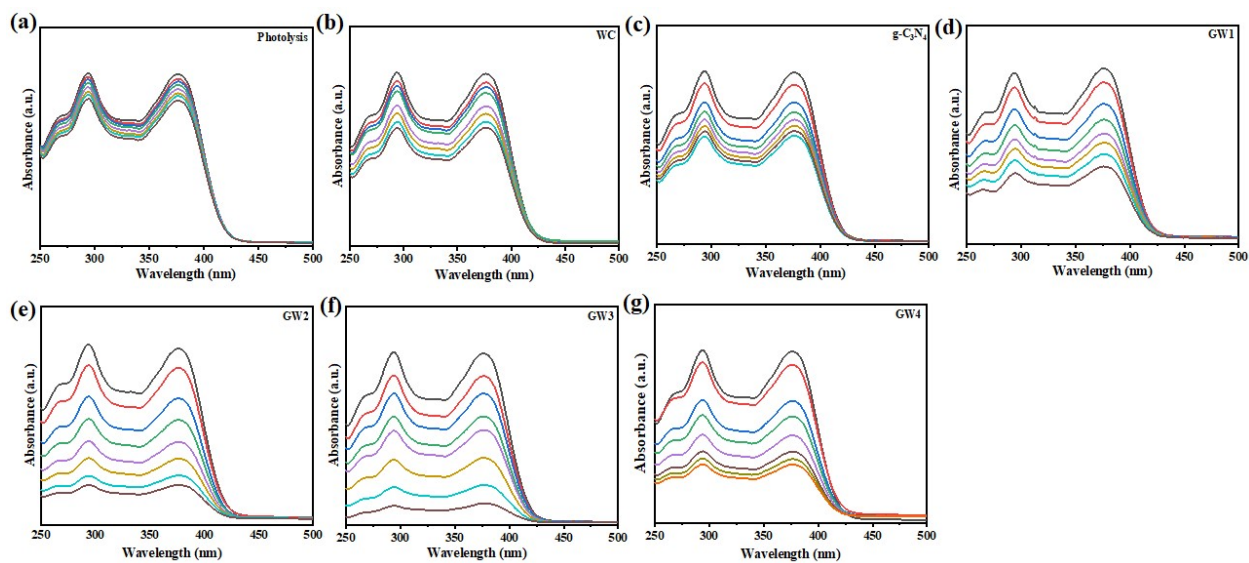 (a)
Photolysis
Absorbance (a.u.)
250 300 350 400 450 500
Wavelength (nm)
(b)
WC
Absorbance (a.u.)
250 300 350 400 450 500
Wavelength (nm)
(c)
g-C₃N₄
Absorbance (a.u.)
250 300 350 400 450 500
Wavelength (nm)
(d)
GW1
Absorbance (a.u.)
250 300 350 400 450 500
Wavelength (nm)
(e)
GW2
Absorbance (a.u.)
250 300 350 400 450 500
Wavelength (nm)
(f)
GW3
Absorbance (a.u.)
250 300 350 400 450 500
Wavelength (nm)
(g)
GW4
Absorbance (a.u.)
250 300 350 400 450 500
Wavelength (nm)